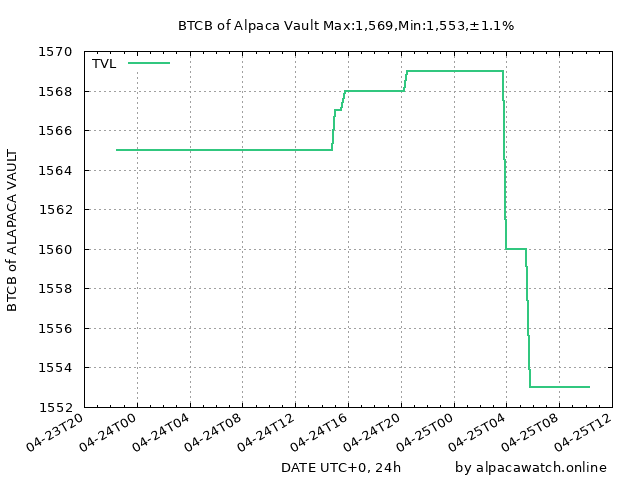 BTCB of Alpaca Vault Max:1,569,Min:1,553,±1.1%
TVL
BTCB of ALAPACA VAULT
1570
1568
1566
1564
1562
1560
1558
1556
1554
1552
04-23T20
04-24T00
04-24T04
04-24T08
04-24T12
04-24T16
04-24T20
04-25T00
04-25T04
04-25T08
04-25T12
DATE UTC+0, 24h
by alpacawatch.online